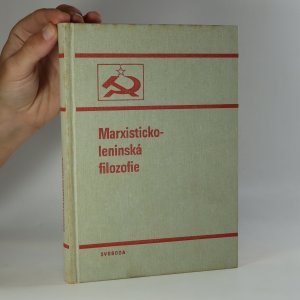 Marxisticko-
leninská
filozofie
SVOBODA